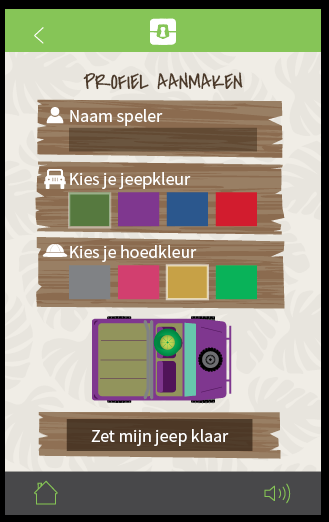 PROFIEL AANMAKEN
Naam speler
Kies je jeepkleur
Kies je hoedkleur
Zet mijn jeep klaar